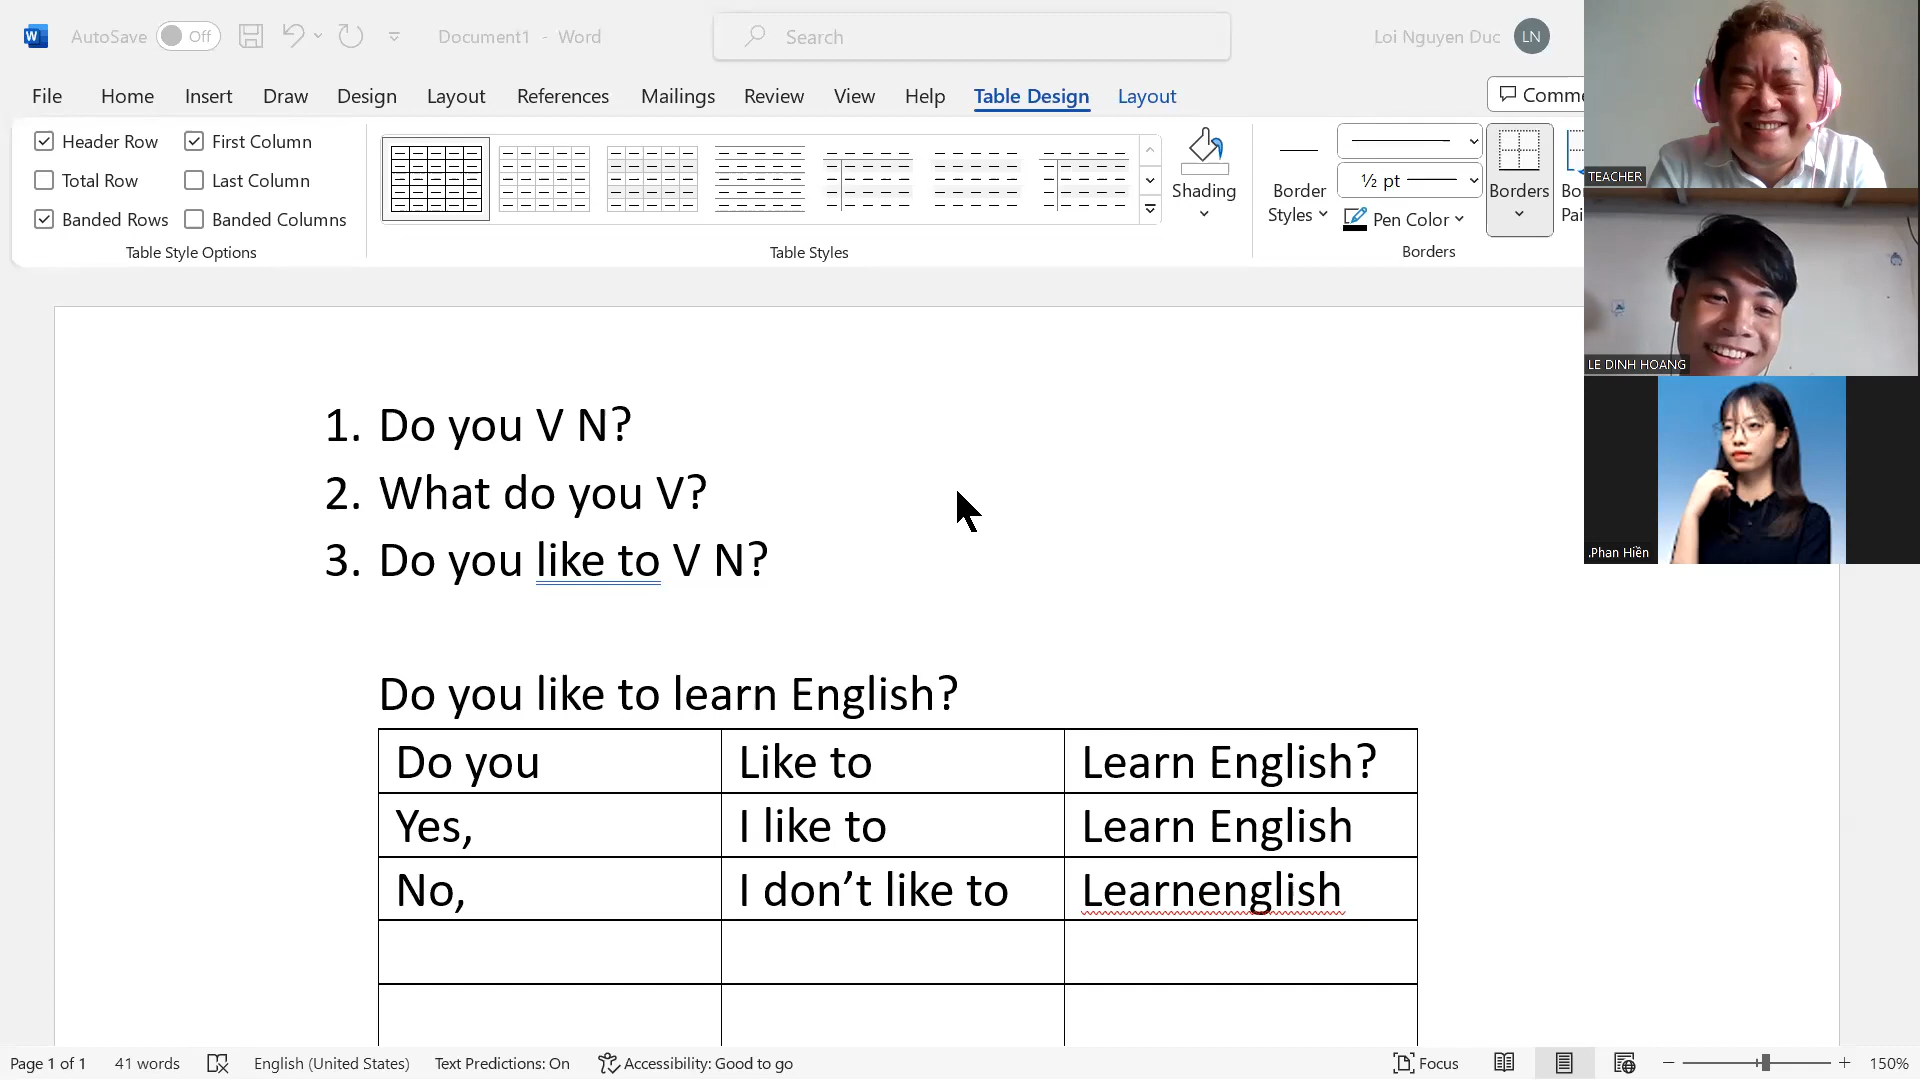 AutoSave Off Document1 - Word Search Loi Nguyen Duc LN
File Home Insert Draw Design Layout References Mailings Review View Help Table Design Layout Comme
Header Row First Column
Total Row Last Column
Banded Rows Banded Columns
Table Style Options
Table Styles
Shading
Border Styles
½ pt
Pen Color
Borders
Bo
Pai
Borders
TEACHER
LE DINH HOANG
.Phan Hiền
1. Do you V N?
2. What do you V?
3. Do you like to V N?
Do you like to learn English?
Do you Like to Learn English?
Yes, I like to Learn English
No, I don’t like to Learnenglish
Page 1 of 1 41 words English (United States) Text Predictions: On Accessibility: Good to go Focus 150%